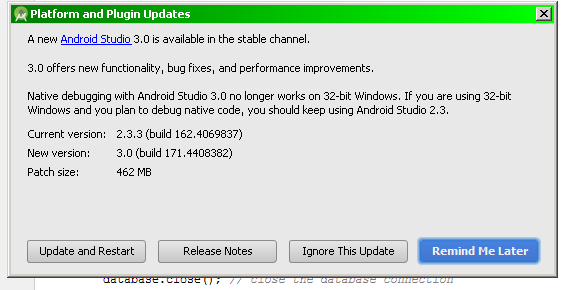 Platform and Plugin Updates
A new Android Studio 3.0 is available in the stable channel.
3.0 offers new functionality, bug fixes, and performance improvements.
Native debugging with Android Studio 3.0 no longer works on 32-bit Windows. If you are using 32-bit
Windows and you plan to debug native code, you should keep using Android Studio 2.3.
Current version: 2.3.3 (build 162.4069837)
New version: 3.0 (build 171.4408382)
Patch size: 462 MB
Update and Restart Release Notes Ignore This Update Remind Me Later
database.close(); // close the database connection